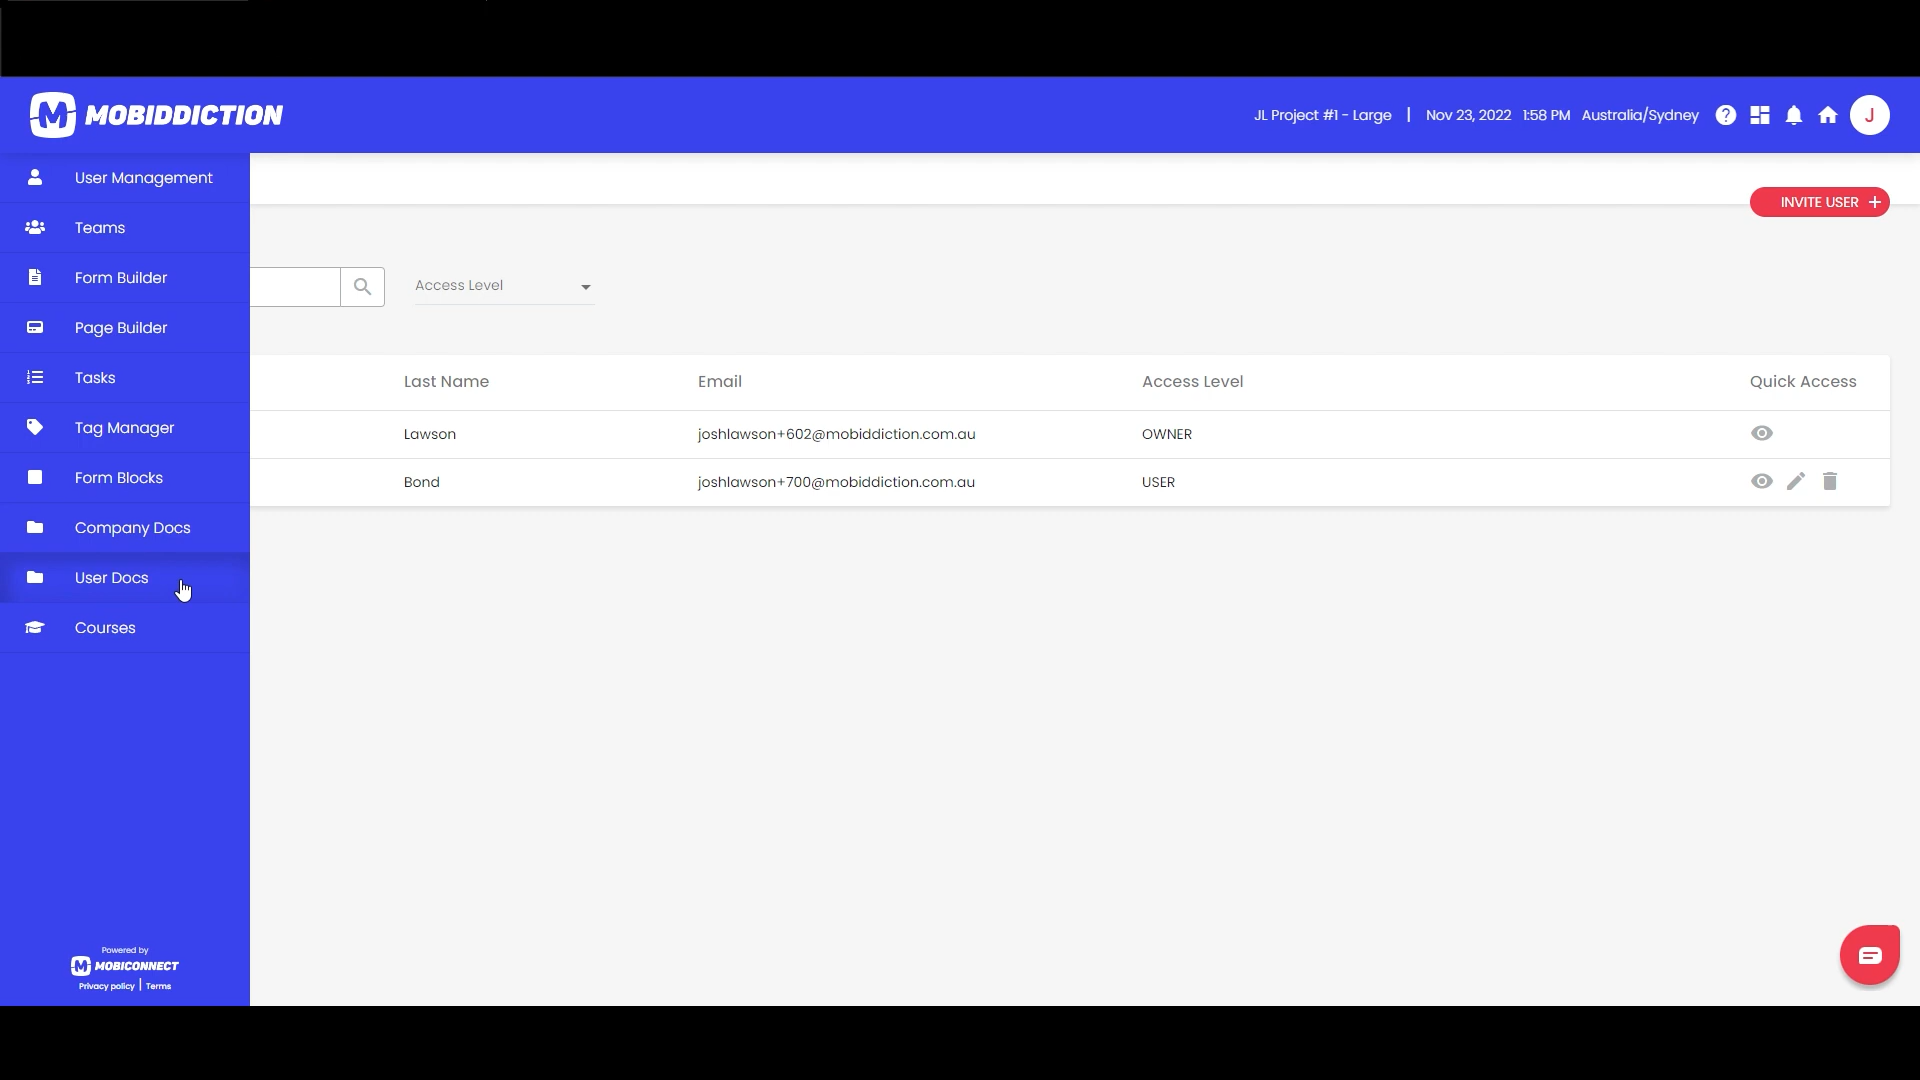 MOBIDDICTION
JL Project #1 - Large | Nov 23, 2022 1:58 PM Australia/Sydney
J
User Management
INVITE USER +
Teams
Form Builder
Access Level
Page Builder
Tasks
Last Name Email Access Level Quick Access
Tag Manager
Lawson joshlawson+602@mobiddiction.com.au OWNER
Form Blocks
Bond joshlawson+700@mobiddiction.com.au USER
Company Docs
User Docs
Courses
Powered by
MOBICONNECT
Privacy policy | Terms